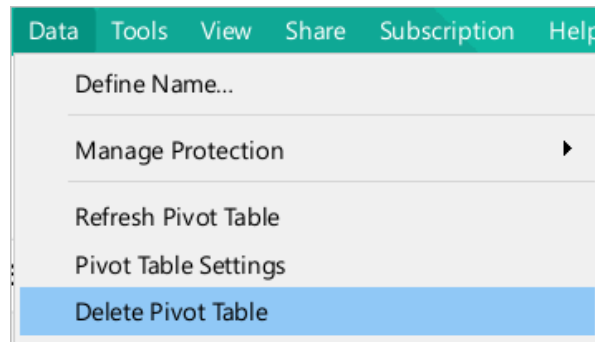 Data Tools View Share Subscription Help
Define Name...
Manage Protection
Refresh Pivot Table
Pivot Table Settings
Delete Pivot Table